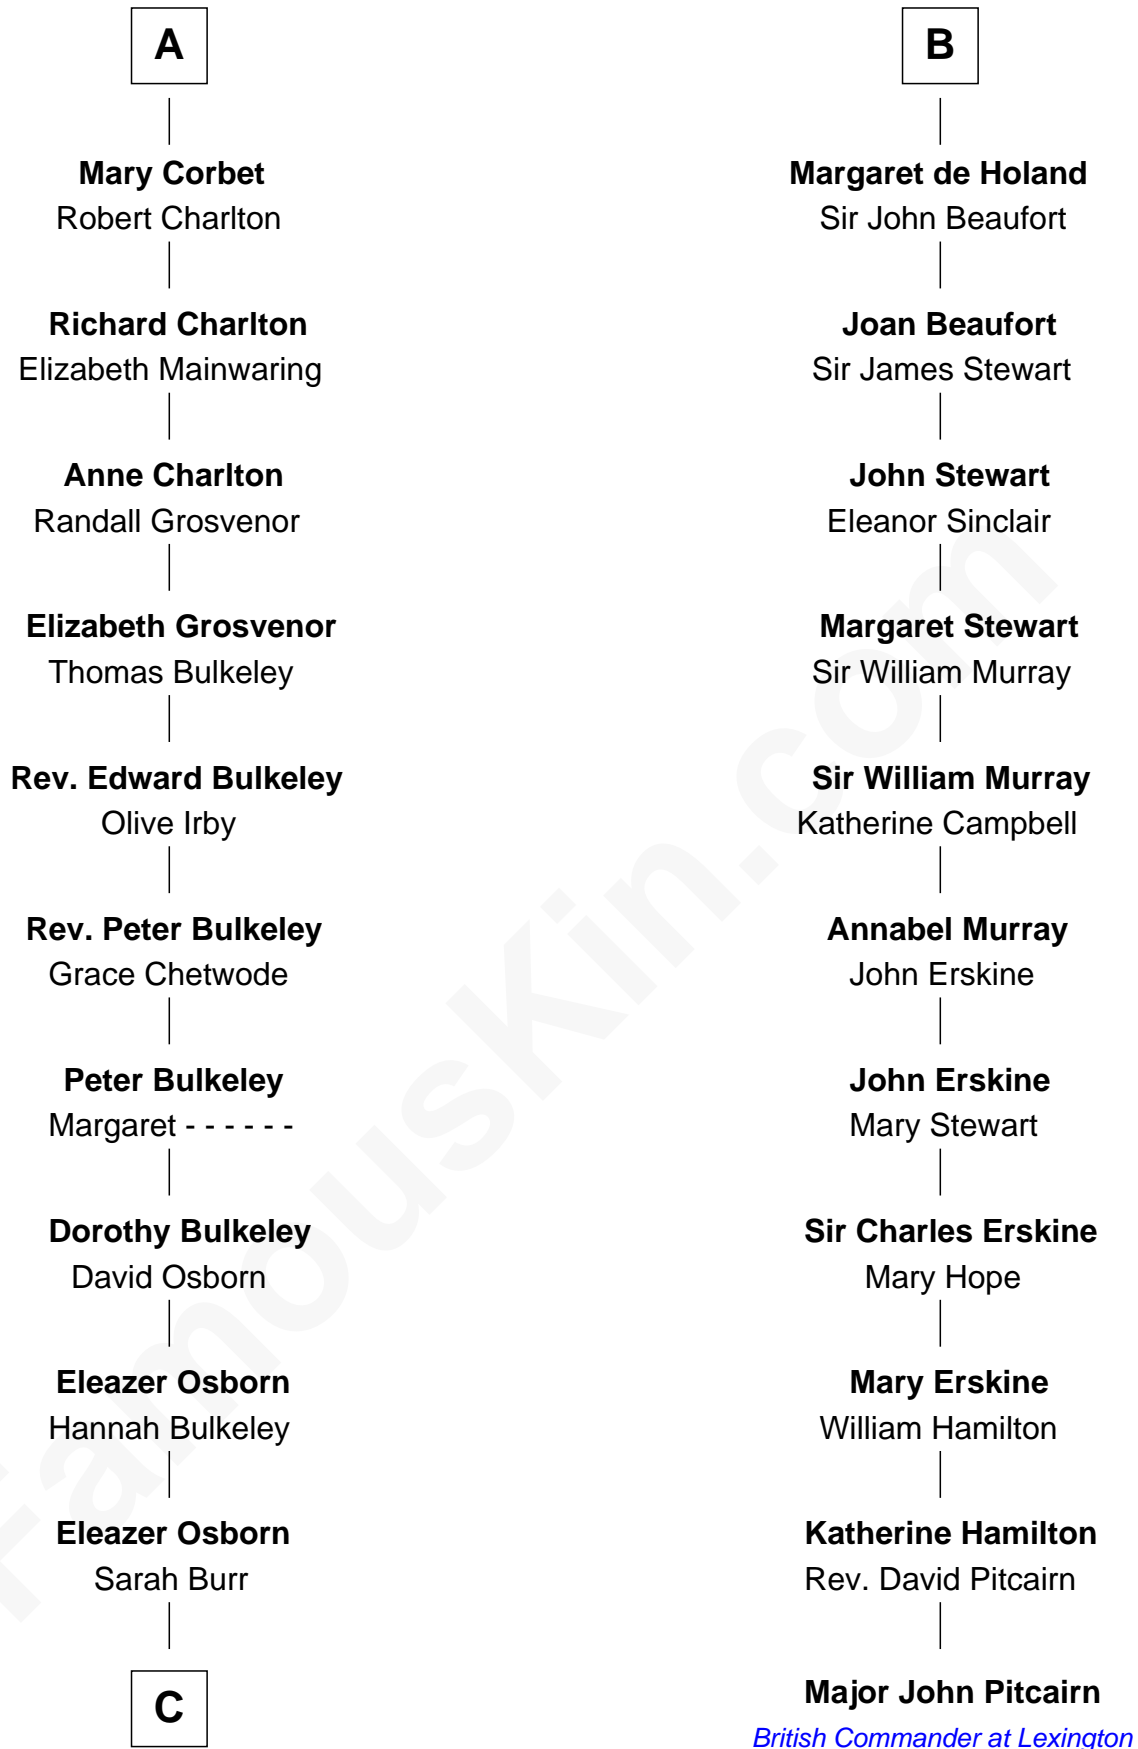 A
Mary Corbet
Robert Charlton
Richard Charlton
Elizabeth Mainwaring
Anne Charlton
Randall Grosvenor
Elizabeth Grosvenor
Thomas Bulkeley
Rev. Edward Bulkeley
Olive Irby
Rev. Peter Bulkeley
Grace Chetwode
Peter Bulkeley
Margaret - - - - - -
Dorothy Bulkeley
David Osborn
Eleazer Osborn
Hannah Bulkeley
Eleazer Osborn
Sarah Burr
C
B
Margaret de Holand
Sir John Beaufort
Joan Beaufort
Sir James Stewart
John Stewart
Eleanor Sinclair
Margaret Stewart
Sir William Murray
Sir William Murray
Katherine Campbell
Annabel Murray
John Erskine
John Erskine
Mary Stewart
Sir Charles Erskine
Mary Hope
Mary Erskine
William Hamilton
Katherine Hamilton
Rev. David Pitcairn
Major John Pitcairn
British Commander at Lexington
FamousKin.com